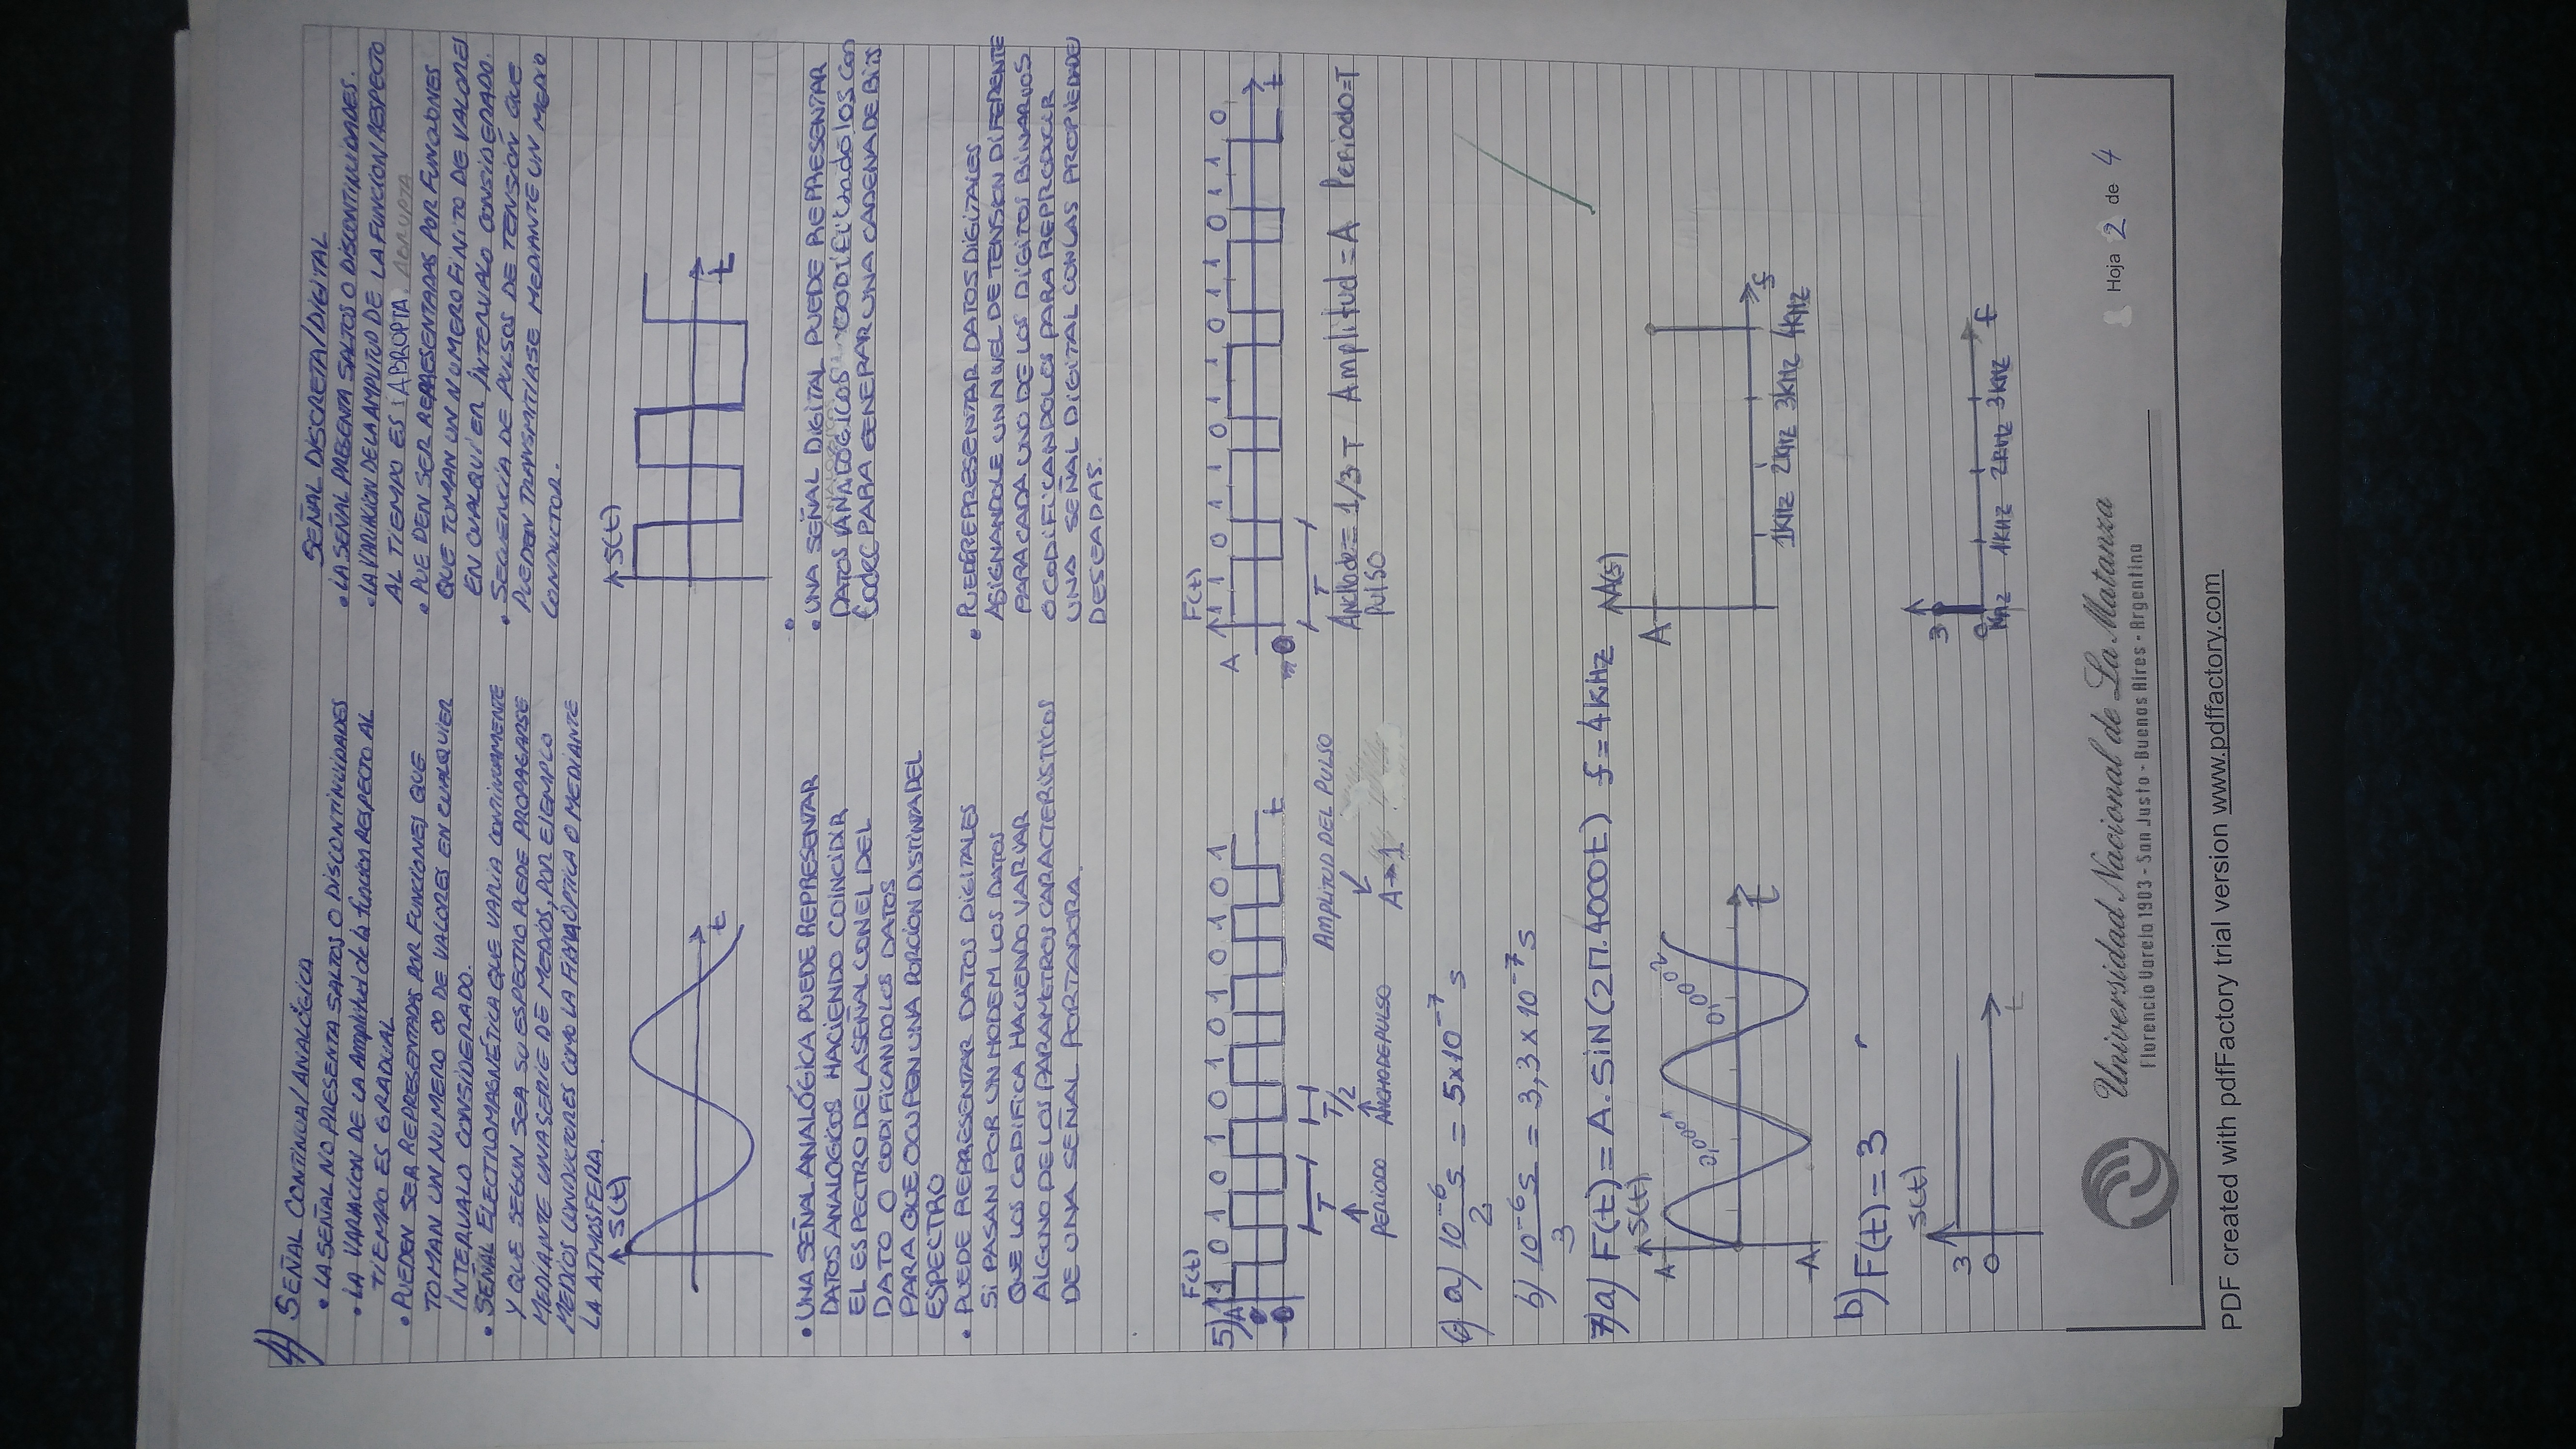 4) SEÑAL CONTINUA/ANALÓGICA
• LA SEÑAL NO PRESENTA SALTOS O DISCONTINUIDADES
• LA VARIACION DE LA Amplitud de la función RESPECTO AL
TIEMPO ES GRADUAL
• PUEDEN SER REPRESENTADAS POR FUNCIONES QUE
TOMAN UN NUMERO ∞ DE VALORES EN CUALQUIER
INTERVALO CONSIDERADO.
• SEÑAL ELECTROMAGNÉTICA QUE VARIA CONTINUAMENTE
Y QUE SEGUN SEA SU ESPECTRO PUEDE PROPAGARSE
MEDIANTE UNA SERIE DE MEDIOS, POR EJEMPLO
MEDIOS CONDUCTORES COMO LA FIBRA OPTICA O MEDIANTE
LA ATMOSFERA.
S(t)
t
SEÑAL DISCRETA/DIGITAL
• LA SEÑAL PRESENTA SALTOS O DISCONTINUIDADES.
• LA VARIACION DE LA AMPLITUD DE LA FUNCION RESPECTO
AL TIEMPO ES ABRUPTA. ABRUPTA
• PUEDEN SER REPRESENTADAS POR FUNCIONES
QUE TOMAN UN NUMERO FINITO DE VALORES
EN CUALQUIER INTERVALO CONSIDERADO.
• SECUENCIA DE PULSOS DE TENSIÓN QUE
PUEDEN TRANSMITIRSE MEDIANTE UN MEDIO
CONDUCTOR.
S(t)
t
• UNA SEÑAL ANALÓGICA PUEDE REPRESENTAR
DATOS ANALOGICOS HACIENDO COINCIDIR
EL ESPECTRO DE LA SEÑAL CON EL DEL
DATO O CODIFICANDO LOS DATOS
PARA QUE OCUPEN UNA PORCION DISTINTA DEL
ESPECTRO
• PUEDE REPRESENTAR DATOS DIGITALES
SI PASAN POR UN MODEM LOS DATOS
QUE LOS CODIFICA HACIENDO VARIAR
ALGUNO DE LOS PARAMETROS CARACTERISTICOS
DE UNA SEÑAL PORTADORA.
•
• UNA SEÑAL DIGITAL PUEDE REPRESENTAR
DATOS ANALÓGICOS CODIFICANDOLOS CON
Codec PARA GENERAR UNA CADENA DE BITS
• PUEDE REPRESENTAR DATOS DIGITALES
ASIGNANDOLE UN NIVEL DE TENSION DIFERENTE
PARA CADA UNO DE LOS DIGITOS BINARIOS
O CODIFICANDOLOS PARA REPRODUCIR
UNA SEÑAL DIGITAL CON LAS PROPIEDADES
DESEADAS.
5)
F(t)
1 0 1 0 1 0 1 0 1 0 1 0 1
A
t
T
T/2
PERIODO
ANCHO DE PULSO
AMPLITUD DEL PULSO
A → 1
F(t)
1 1 0 1 1 0 1 1 0 1 1 0 1 1 0
A
t
T
Ancho de = 1/3 T Amplitud = A Periodo = T
pulso
6) a) 10⁻⁶s / 2 = 5x10⁻⁷ s
b) 10⁻⁶s / 3 = 3,3 x 10⁻⁷ s
7) a) F(t) = A. SIN (2π.4000t) f = 4KHz
S(t)
A
0,0001
0,0002
t
-A
A(f)
A
1KHz 2KHz 3KHz 4KHz
f
b) F(t) = 3
S(t)
3
0
t
3
0
1KHz 2KHz 3KHz
f
Universidad Nacional de La Matanza
Florencio Varela 1903 - San Justo - Buenos Aires - Argentina
Hoja 2 de 4
PDF created with pdfFactory trial version www.pdffactory.com